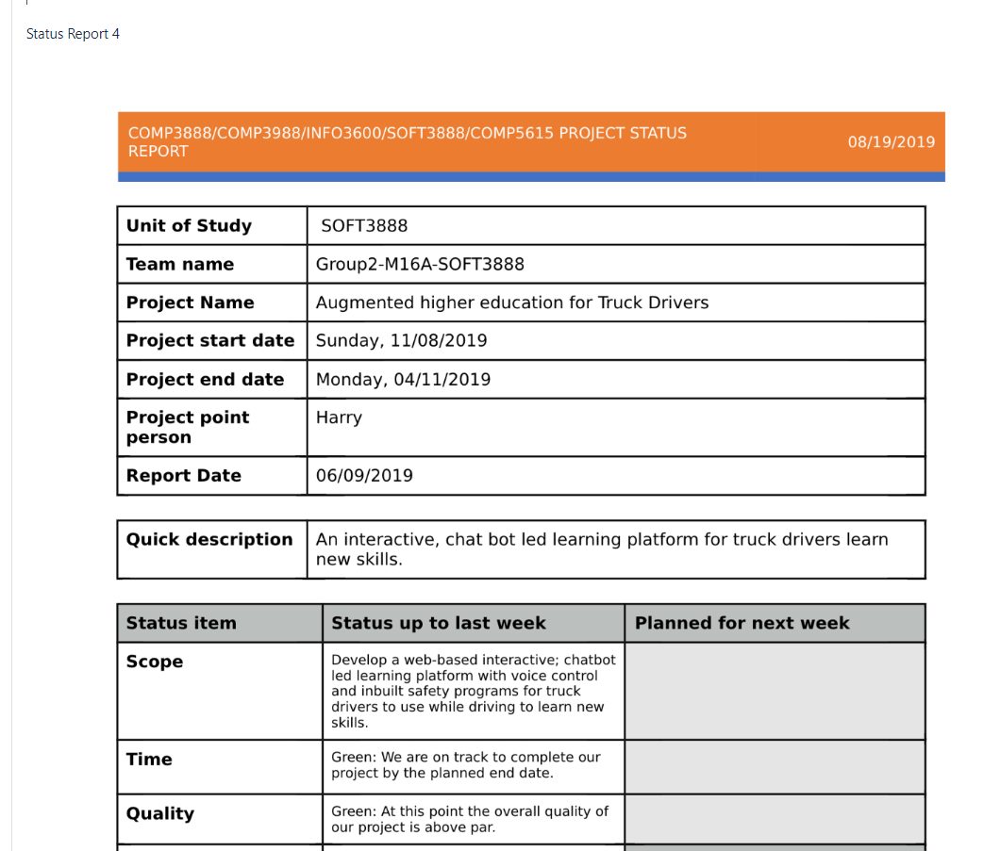 Status Report 4
COMP3888/COMP3988/INFO3600/SOFT3888/COMP5615 PROJECT STATUS
REPORT
08/19/2019
Unit of Study SOFT3888
Team name Group2-M16A-SOFT3888
Project Name Augmented higher education for Truck Drivers
Project start date Sunday, 11/08/2019
Project end date Monday, 04/11/2019
Project point Harry
person
Report Date 06/09/2019
Quick description An interactive, chat bot led learning platform for truck drivers learn
new skills.
Status item Status up to last week Planned for next week
Scope Develop a web-based interactive; chatbot
led learning platform with voice control
and inbuilt safety programs for truck
drivers to use while driving to learn new
skills.
Time Green: We are on track to complete our
project by the planned end date.
Quality Green: At this point the overall quality of
our project is above par.